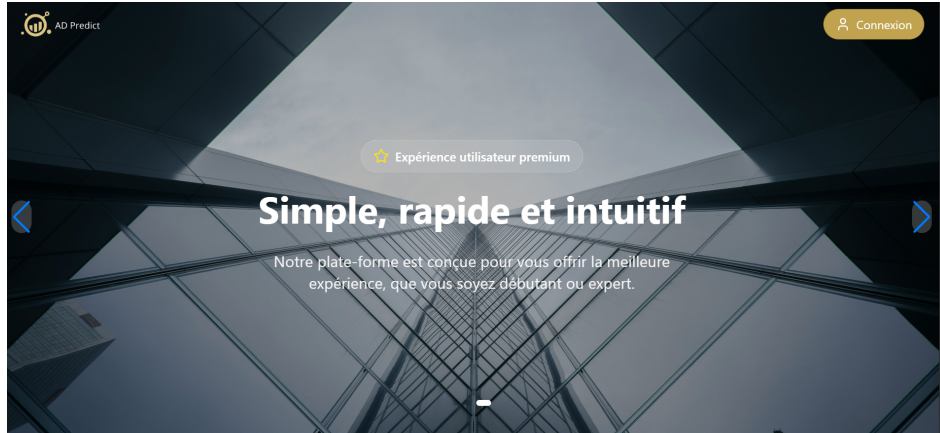 AD Predict
Connexion
Expérience utilisateur premium
Simple, rapide et intuitif
Notre plate-forme est conçue pour vous offrir la meilleure
expérience, que vous soyez débutant ou expert.